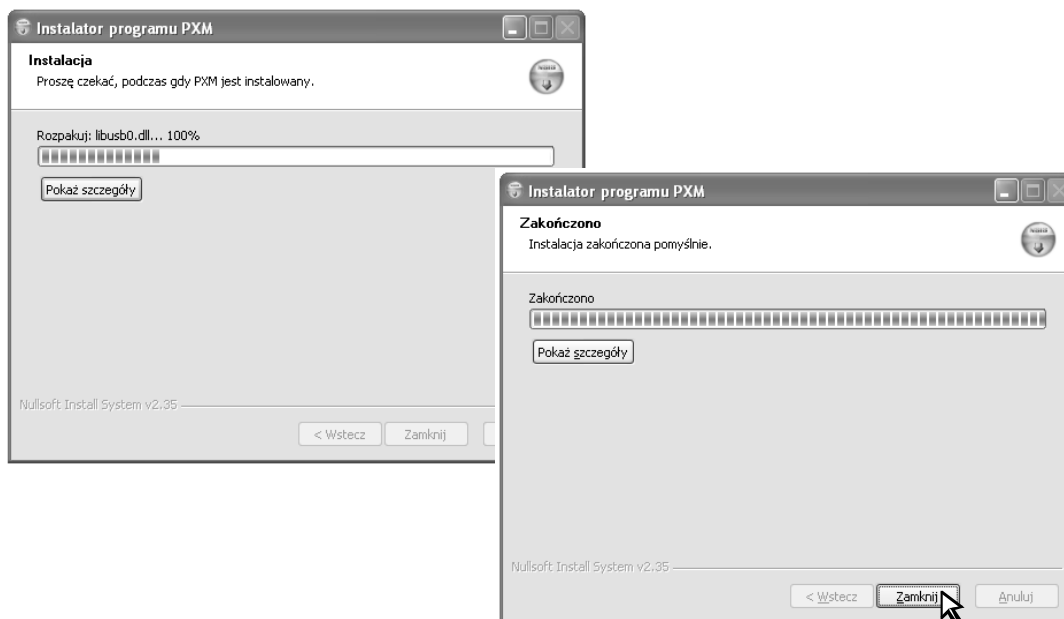 Instalator programu PXM
Instalacja
Proszę czekać, podczas gdy PXM jest instalowany.
Rozpakuj: libusb0.dll... 100%
Pokaż szczegóły
Nullsoft Install System v2.35
< Wstecz Zamknij
Instalator programu PXM
Zakończono
Instalacja zakończona pomyślnie.
Zakończono
Pokaż szczegóły
Nullsoft Install System v2.35
< Wstecz Zamknij Anuluj